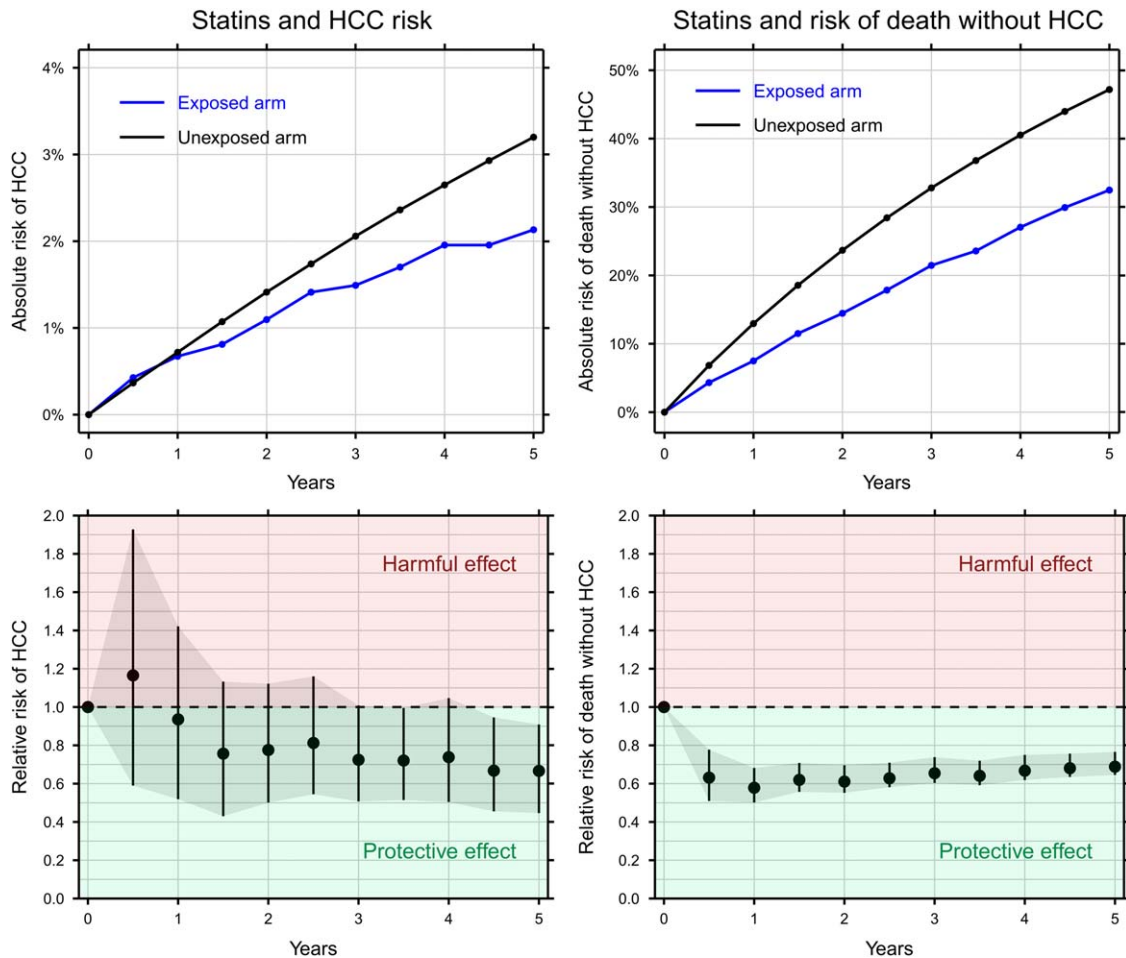 Statins and HCC risk
Absolute risk of HCC
4%
3%
2%
1%
0%
Exposed arm
Unexposed arm
0 1 2 3 4 5
Years
Statins and risk of death without HCC
Absolute risk of death without HCC
50%
40%
30%
20%
10%
0%
Exposed arm
Unexposed arm
0 1 2 3 4 5
Years
Relative risk of HCC
2.0
1.8
1.6
1.4
1.2
1.0
0.8
0.6
0.4
0.2
0.0
Harmful effect
Protective effect
0 1 2 3 4 5
Years
Relative risk of death without HCC
2.0
1.8
1.6
1.4
1.2
1.0
0.8
0.6
0.4
0.2
0.0
Harmful effect
Protective effect
0 1 2 3 4 5
Years